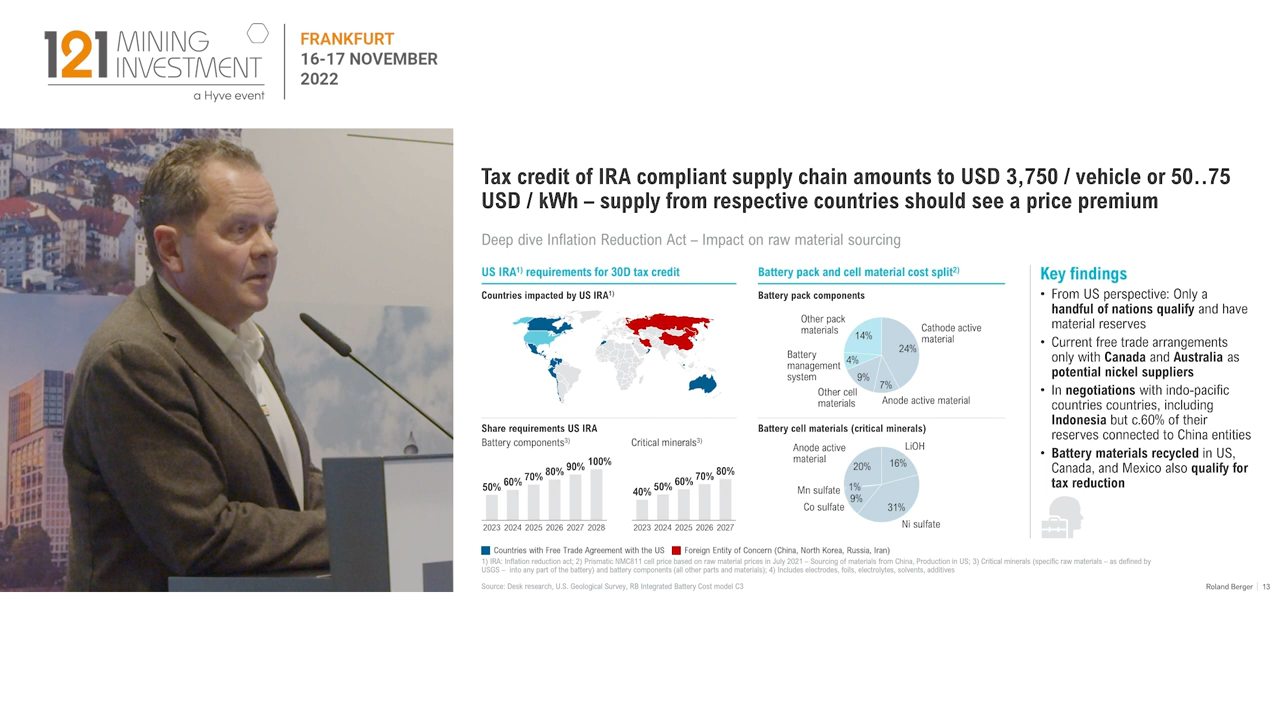 121 MINING INVESTMENT
a Hyve event
FRANKFURT
16-17 NOVEMBER
2022
Tax credit of IRA compliant supply chain amounts to USD 3,750 / vehicle or 50..75
USD / kWh – supply from respective countries should see a price premium
Deep dive Inflation Reduction Act – Impact on raw material sourcing
US IRA1) requirements for 30D tax credit
Countries impacted by US IRA1)
Share requirements US IRA
Battery components3)
50% 60% 70% 80% 90% 100%
2023 2024 2025 2026 2027 2028
Critical minerals3)
40% 50% 60% 70% 80%
2023 2024 2025 2026 2027
Countries with Free Trade Agreement with the US
Foreign Entity of Concern (China, North Korea, Russia, Iran)
Battery pack and cell material cost split2)
Battery pack components
Other pack
materials
14%
Cathode active
material
24%
Battery
management
system
4%
Other cell
materials
9%
7%
Anode active material
Battery cell materials (critical minerals)
Anode active
material
20%
LiOH
16%
Mn sulfate
1%
Co sulfate
9%
31%
Ni sulfate
Key findings
• From US perspective: Only a
handful of nations qualify and have
material reserves
• Current free trade arrangements
only with Canada and Australia as
potential nickel suppliers
• In negotiations with indo-pacific
countries countries, including
Indonesia but c.60% of their
reserves connected to China entities
• Battery materials recycled in US,
Canada, and Mexico also qualify for
tax reduction
1) IRA: Inflation reduction act; 2) Prismatic NMC811 cell price based on raw material prices in July 2021 – Sourcing of materials from China, Production in US; 3) Critical minerals (specific raw materials – as defined by
USGS – into any part of the battery) and battery components (all other parts and materials); 4) Includes electrodes, foils, electrolytes, solvents, additives
Source: Desk research, U.S. Geological Survey, RB Integrated Battery Cost model C3
Roland Berger | 13